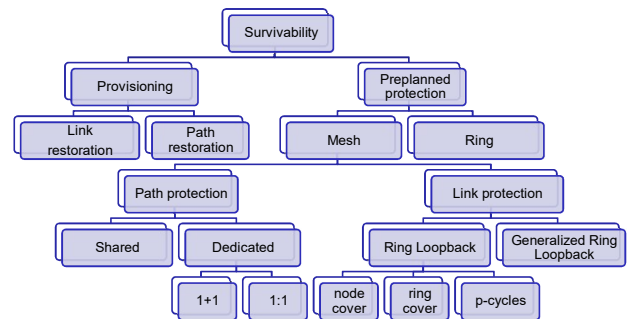 Survivability
Provisioning
Preplanned
protection
Link
restoration
Path
restoration
Mesh
Ring
Path protection
Link protection
Shared
Dedicated
Ring Loopback
Generalized Ring
Loopback
1+1
1:1
node
cover
ring
cover
p-cycles